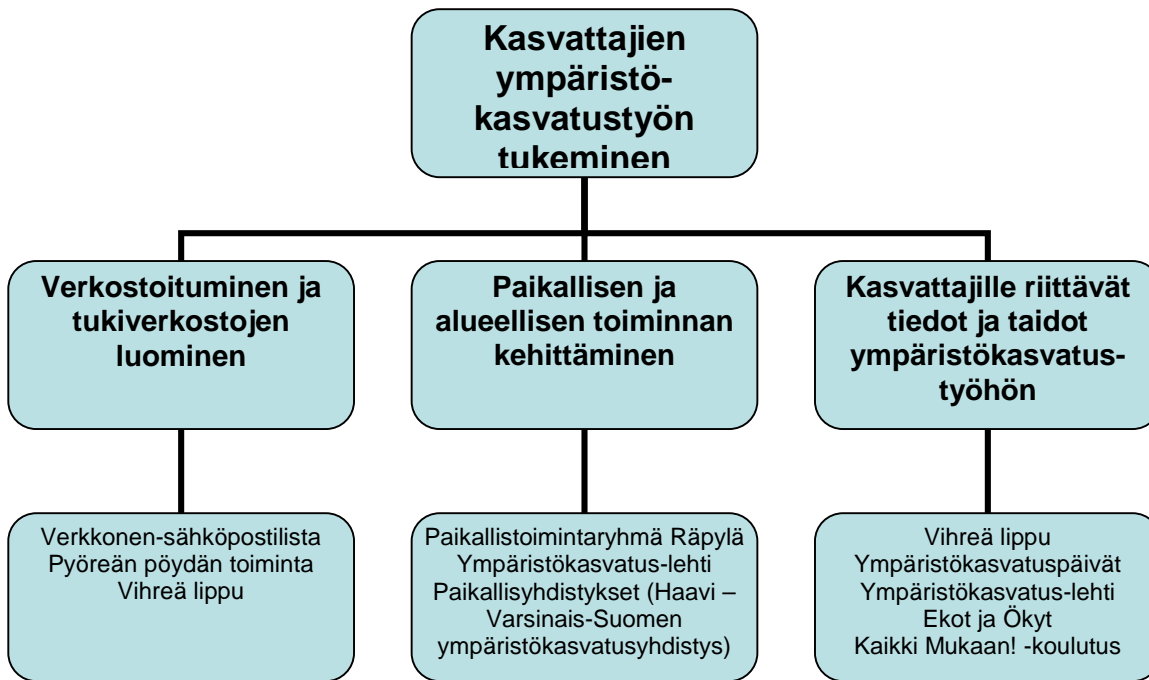 Kasvattajien
ympäristö-
kasvatustyön
tukeminen
Verkostoituminen ja
tukiverkostojen
luominen
Paikallisen ja
alueellisen toiminnan
kehittäminen
Kasvattajille riittävät
tiedot ja taidot
ympäristökasvatus-
työhön
Verkkonen-sähköpostilista
Pyöreän pöydän toiminta
Vihreä lippu
Paikallistoimintaryhmä Räpylä
Ympäristökasvatus-lehti
Paikallisyhdistykset (Haavi –
Varsinais-Suomen
ympäristökasvatusyhdistys)
Vihreä lippu
Ympäristökasvatuspäivät
Ympäristökasvatus-lehti
Ekot ja Ökyt
Kaikki Mukaan! -koulutus